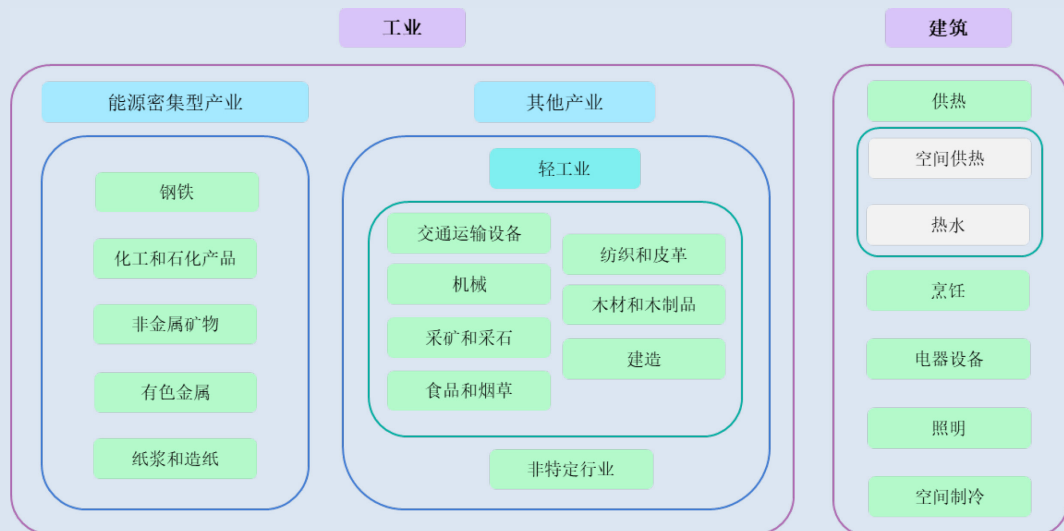 工业
能源密集型产业
钢铁
化工和石化产品
非金属矿物
有色金属
纸浆和造纸
其他产业
轻工业
交通运输设备
机械
采矿和采石
食品和烟草
纺织和皮革
木材和木制品
建造
非特定行业
建筑
供热
空间供热
热水
烹饪
电器设备
照明
空间制冷